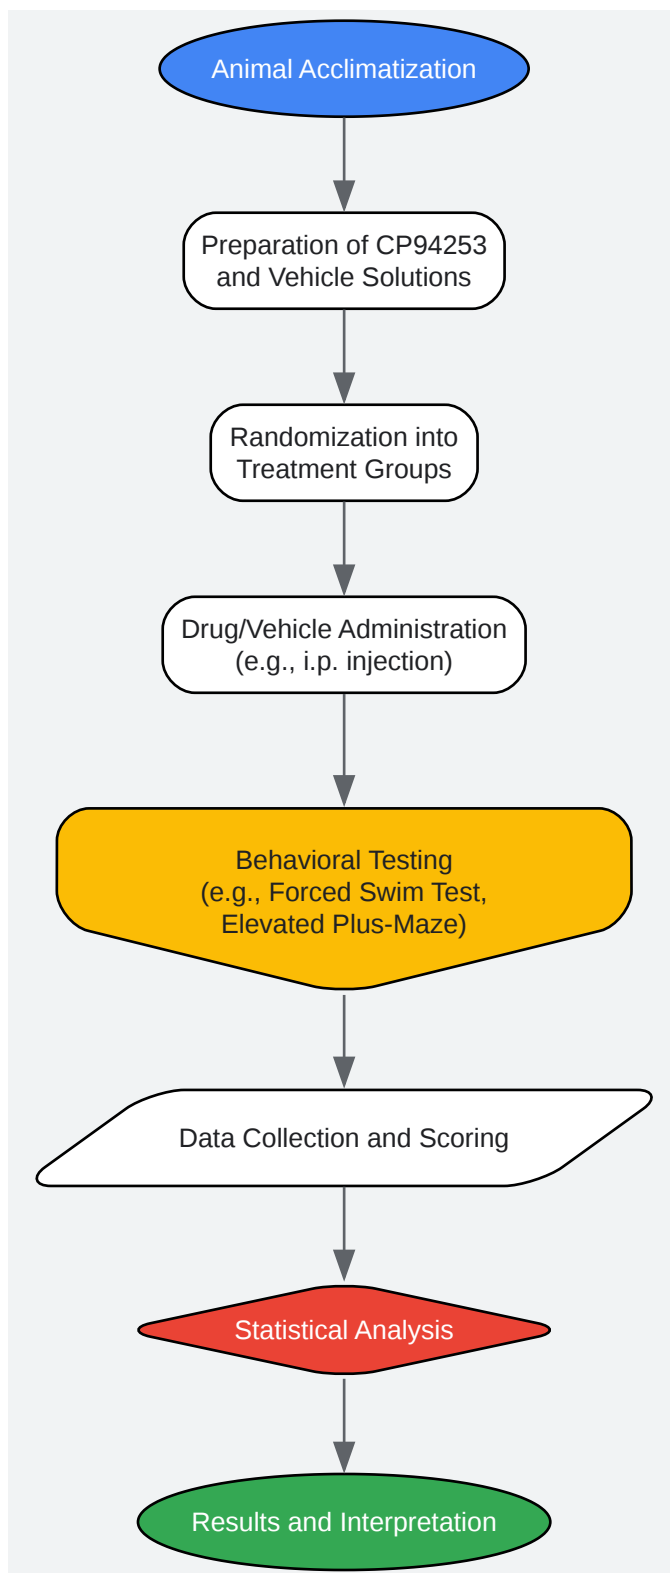 Animal Acclimatization
Preparation of CP94253
and Vehicle Solutions
Randomization into
Treatment Groups
Drug/Vehicle Administration
(e.g., i.p. injection)
Behavioral Testing
(e.g., Forced Swim Test,
Elevated Plus-Maze)
Data Collection and Scoring
Statistical Analysis
Results and Interpretation